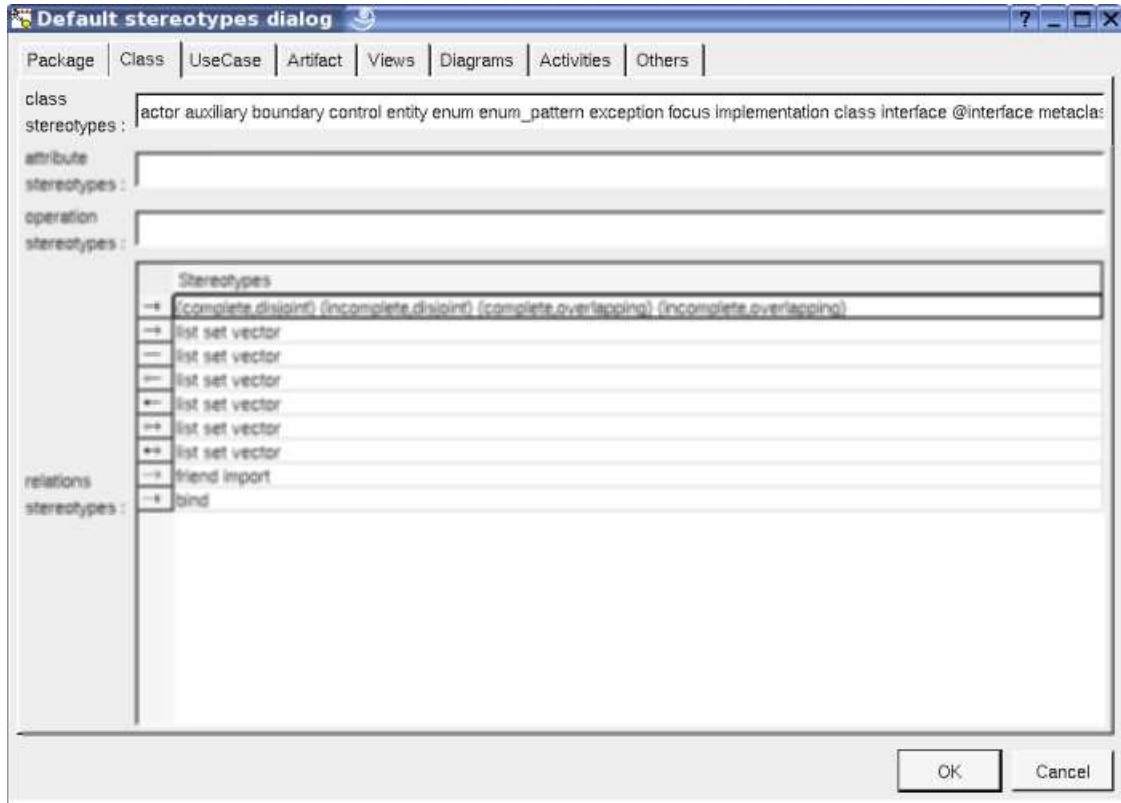 Default stereotypes dialog
Package Class UseCase Artifact Views Diagrams Activities Others
class
stereotypes :
actor auxiliary boundary control entity enum enum_pattern exception focus implementation class interface @interface metaclas
attribute
stereotypes :
operation
stereotypes :
Stereotypes
(complete,disjoint) (incomplete,disjoint) (complete,overlapping) (incomplete,overlapping)
list set vector
list set vector
list set vector
list set vector
list set vector
list set vector
friend import
bind
relations
stereotypes :
OK Cancel